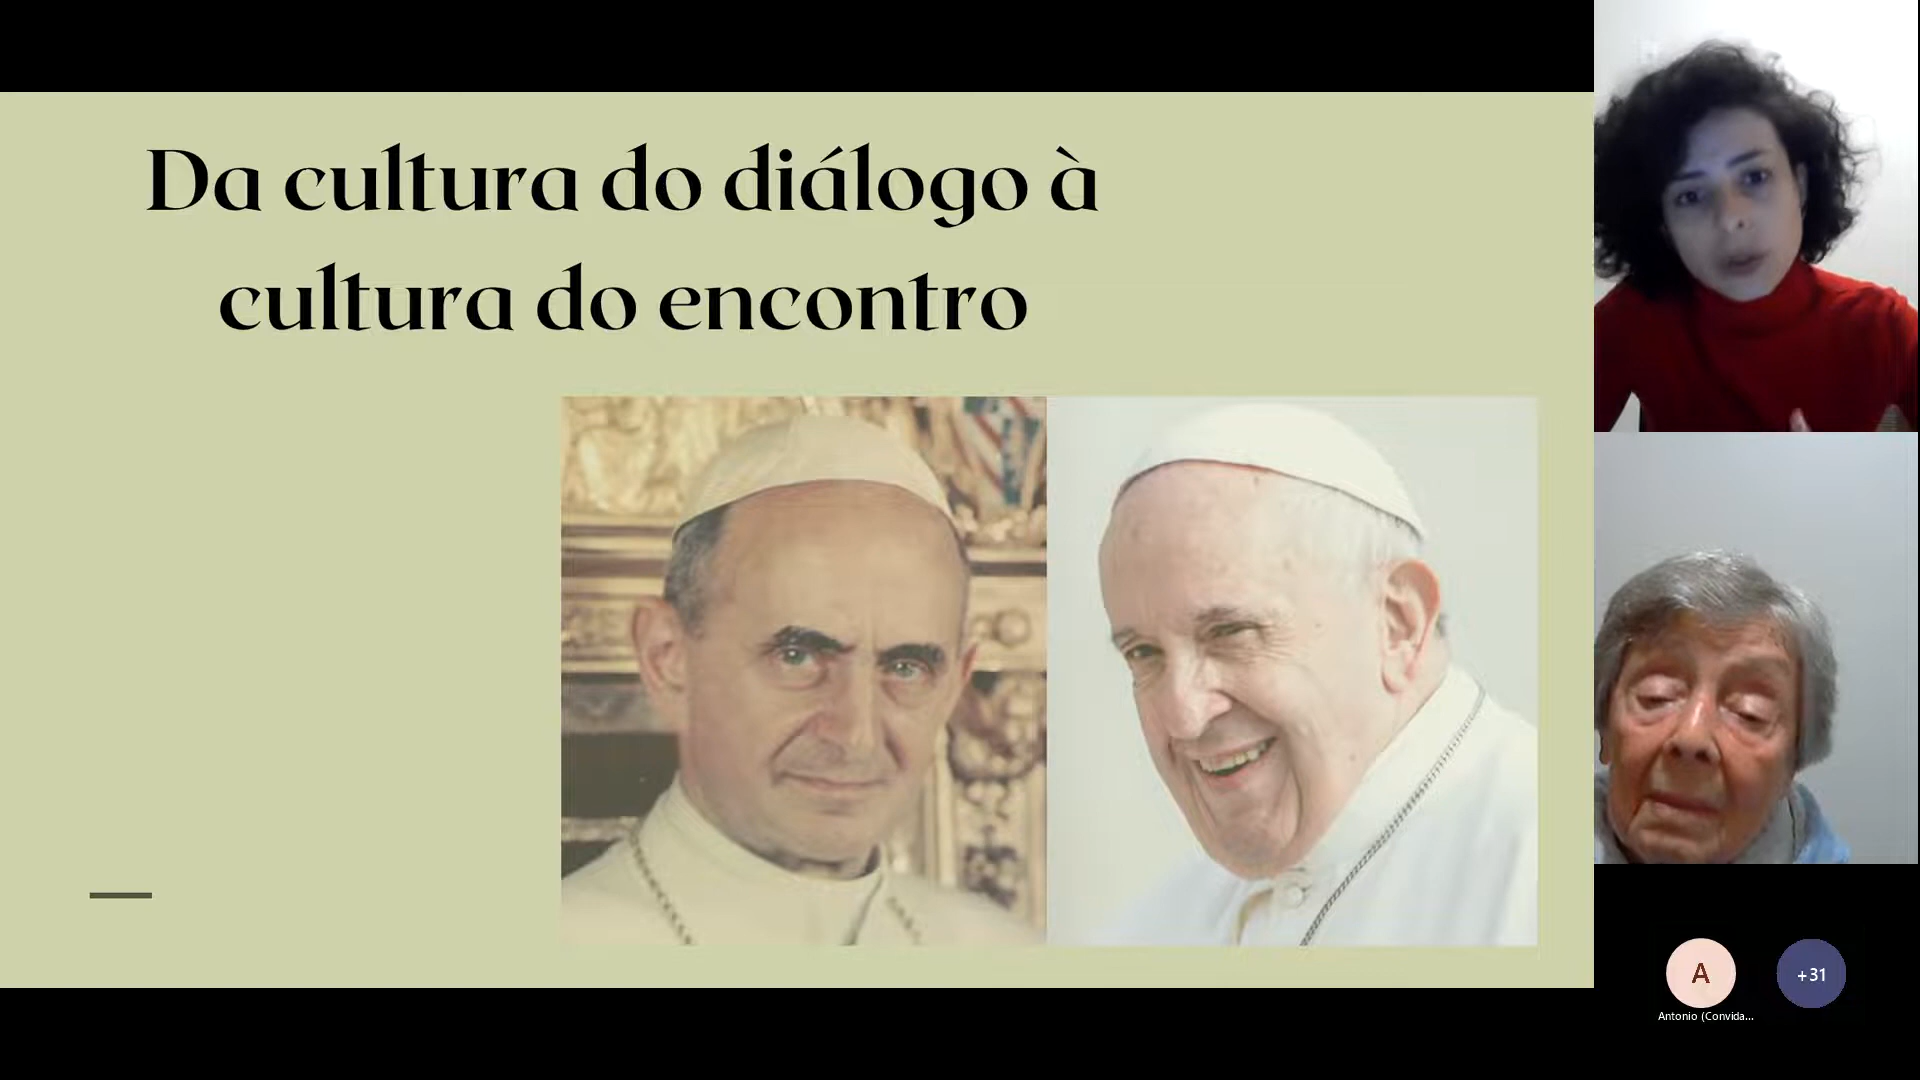 Da cultura do diálogo à
cultura do encontro
A
+31
Antonio (Convida...